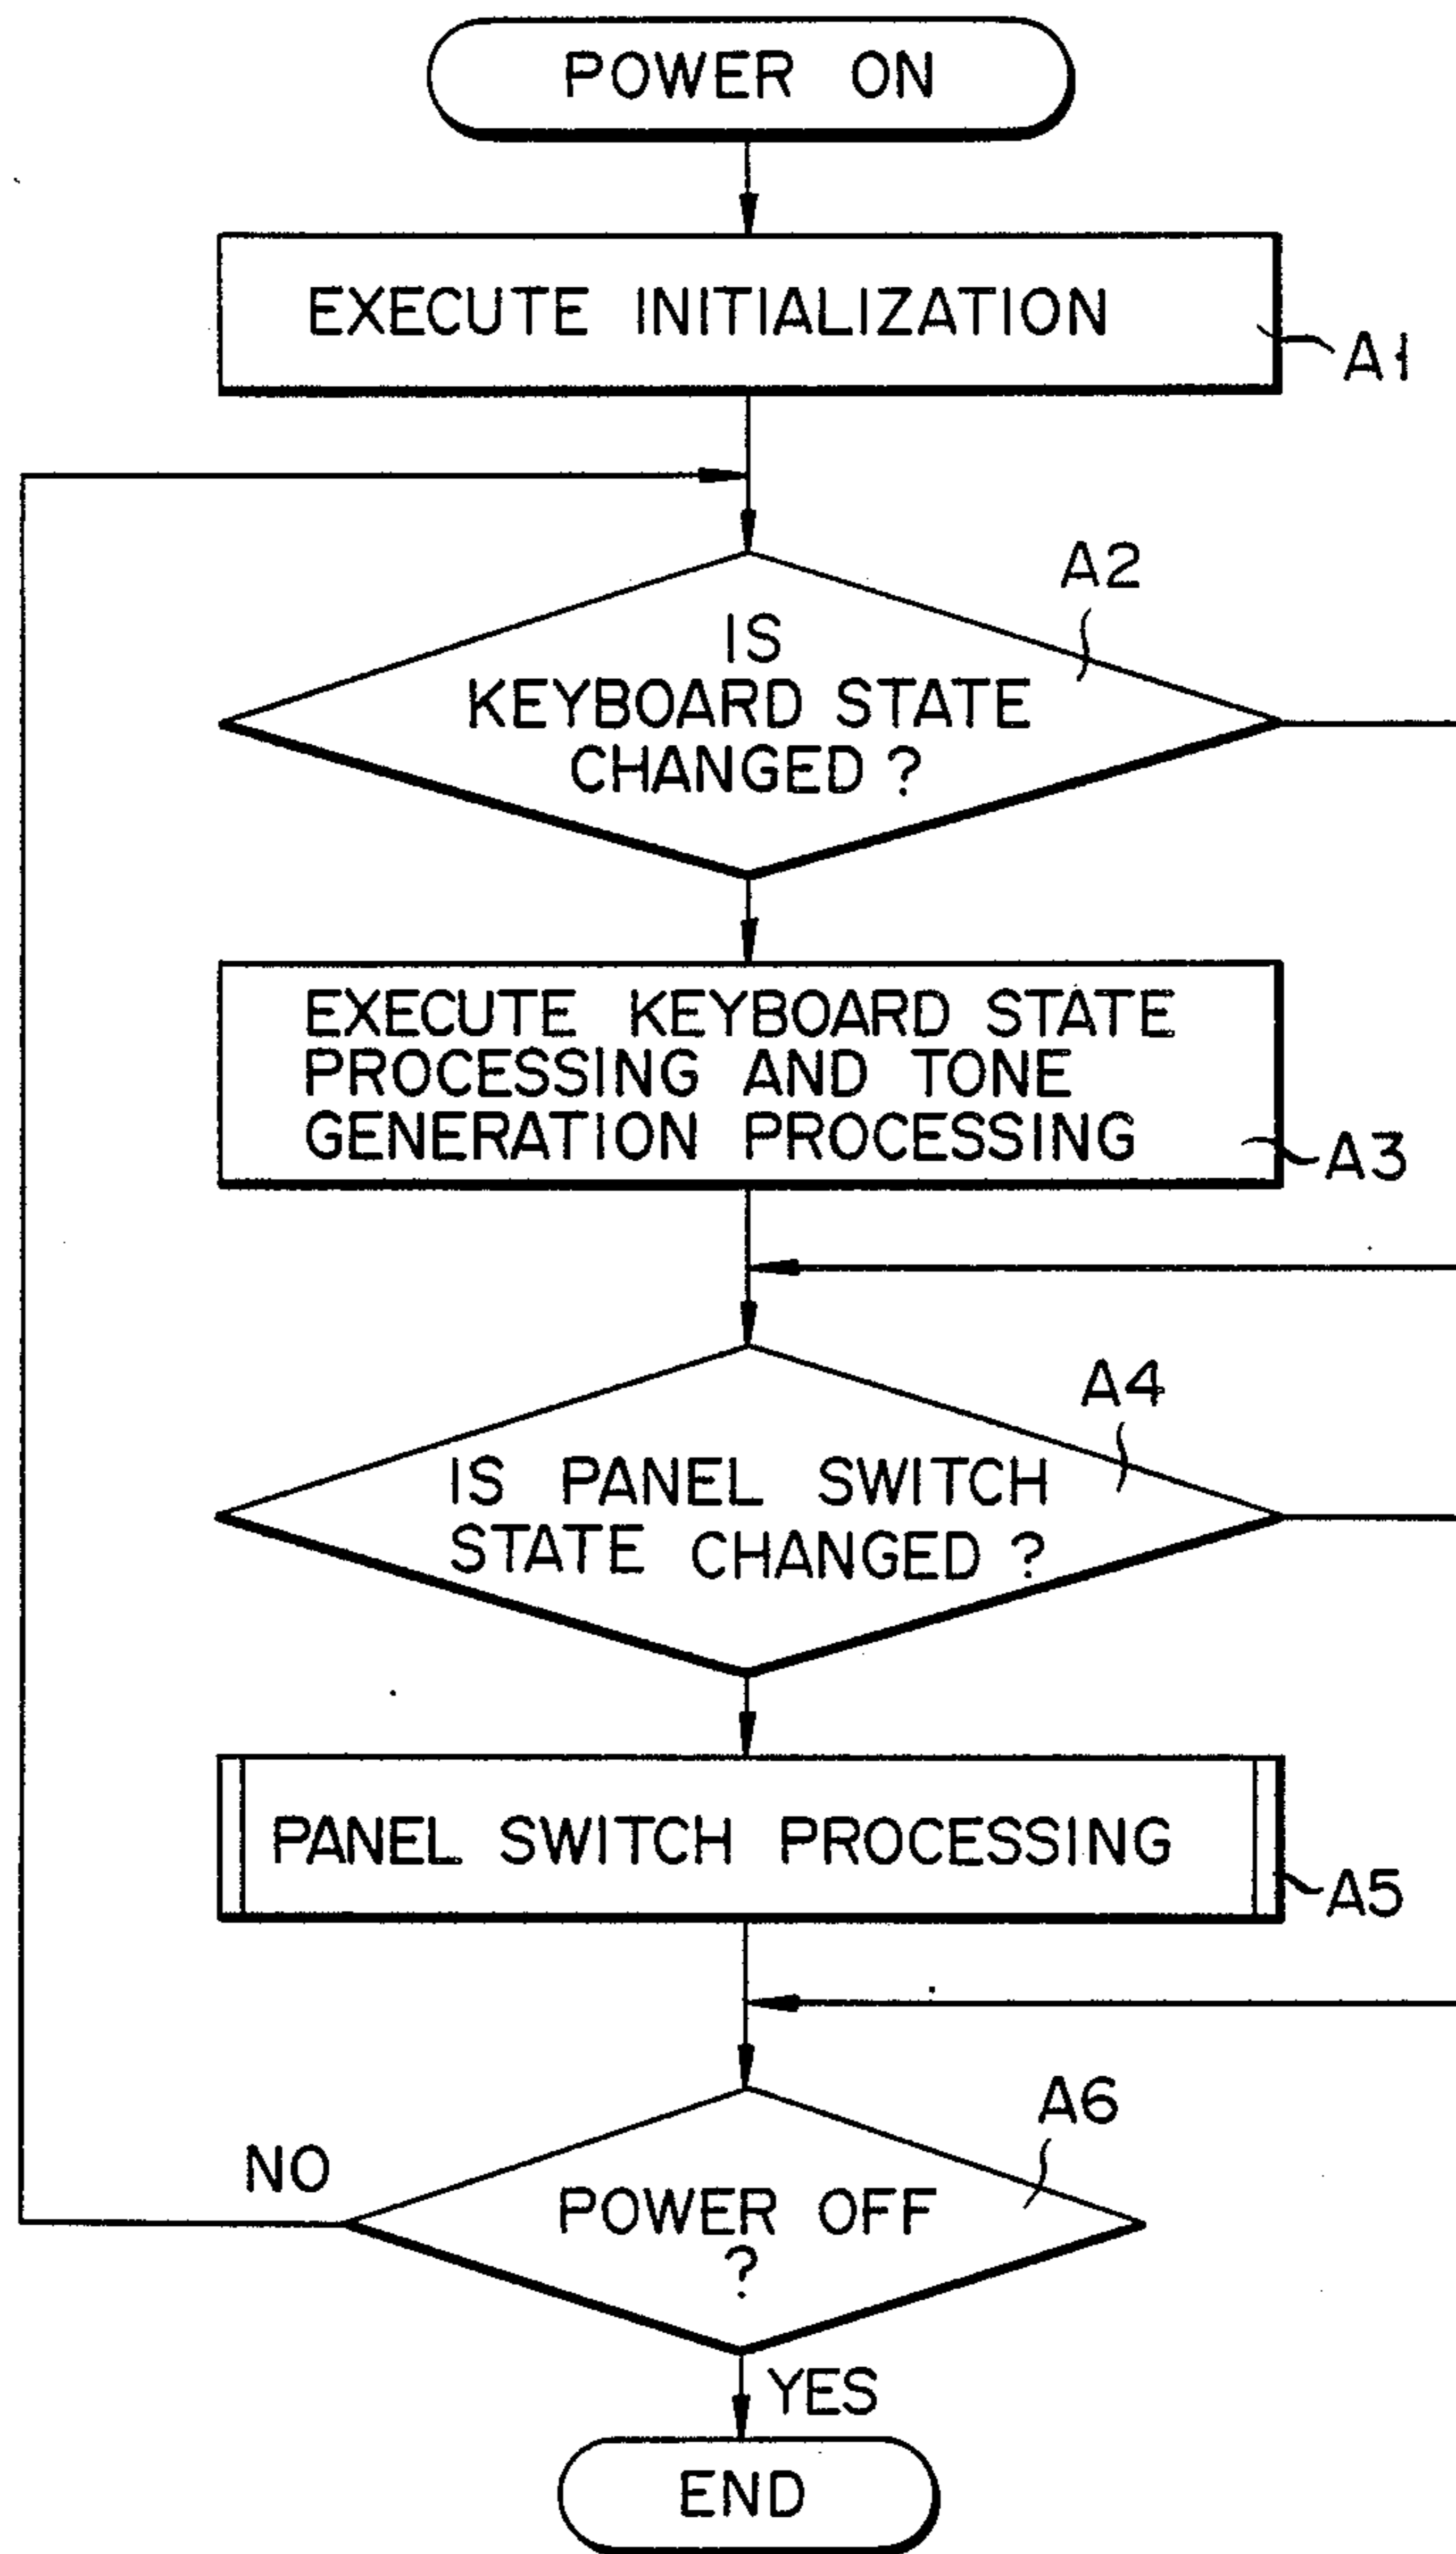 POWER ON
EXECUTE INITIALIZATION
A1
A2
IS
KEYBOARD STATE
CHANGED ?
EXECUTE KEYBOARD STATE
PROCESSING AND TONE
GENERATION PROCESSING
A3
A4
IS PANEL SWITCH
STATE CHANGED ?
PANEL SWITCH PROCESSING
A5
A6
NO
POWER OFF
?
YES
END